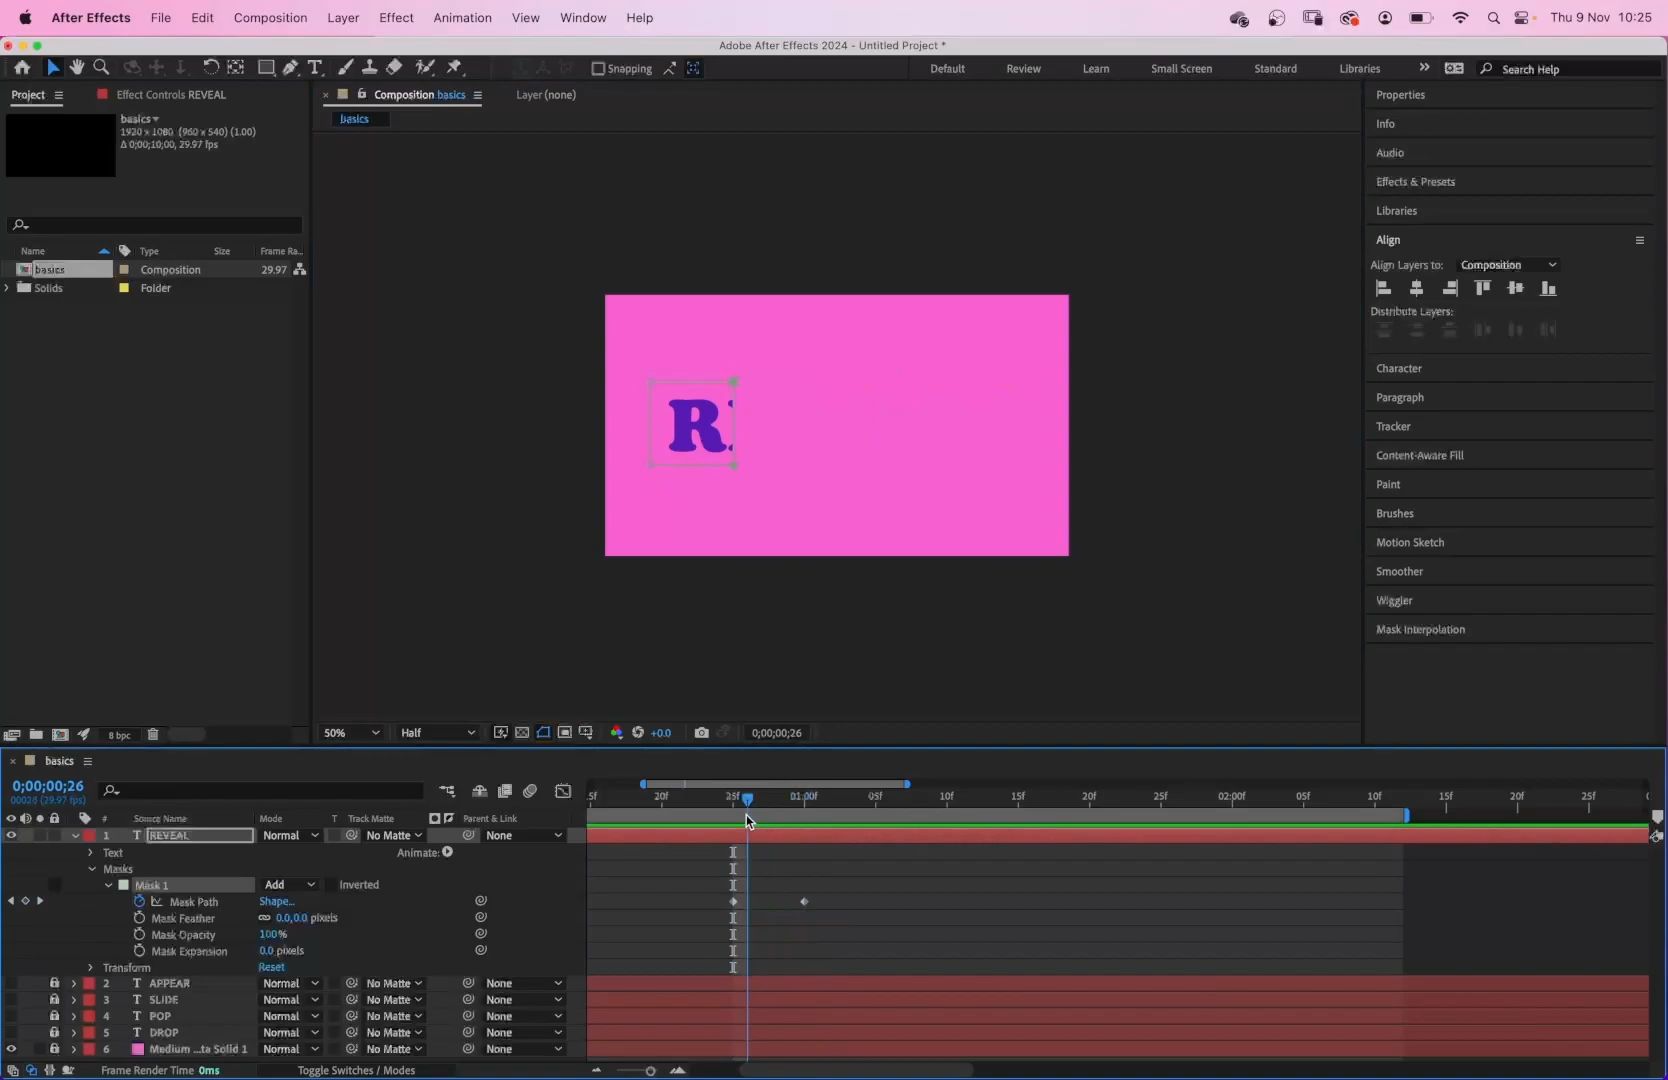 After Effects File Edit Composition Layer Effect Animation View Window Help Thu 9 Nov 10:25
Adobe After Effects 2024 - Untitled Project *
Snapping Default Review Learn Small Screen Standard Libraries Search Help
Project Effect Controls REVEAL Composition basics Layer (none)
basics
basics
1920 x 1080 (960 x 540) (1.00)
Δ 0;00;10;00, 29.97 fps
Name Type Size Frame Ra...
basics Composition 29.97
Solids Folder
8 bpc
R
50% Half +0.0 0;00;00;26
Properties
Info
Audio
Effects & Presets
Libraries
Align
Align Layers to: Composition
Distribute Layers:
Character
Paragraph
Tracker
Content-Aware Fill
Paint
Brushes
Motion Sketch
Smoother
Wiggler
Mask Interpolation
basics
0;00;00;26
00026 (29.97 fps)
5f 20f 25f 01:00f 05f 10f 15f 20f 25f 02:00f 05f 10f 15f 20f 25f
# Source Name Mode T Track Matte Parent & Link
1 T REVEAL Normal No Matte None
Text Animate:
Masks
Mask 1 Add Inverted
Mask Path Shape...
Mask Feather 0.0,0.0 pixels
Mask Opacity 100%
Mask Expansion 0.0 pixels
Transform Reset
2 T APPEAR Normal No Matte None
3 T SLIDE Normal No Matte None
4 T POP Normal No Matte None
5 T DROP Normal No Matte None
6 Medium ...ta Solid 1 Normal No Matte None
Frame Render Time 0ms Toggle Switches / Modes